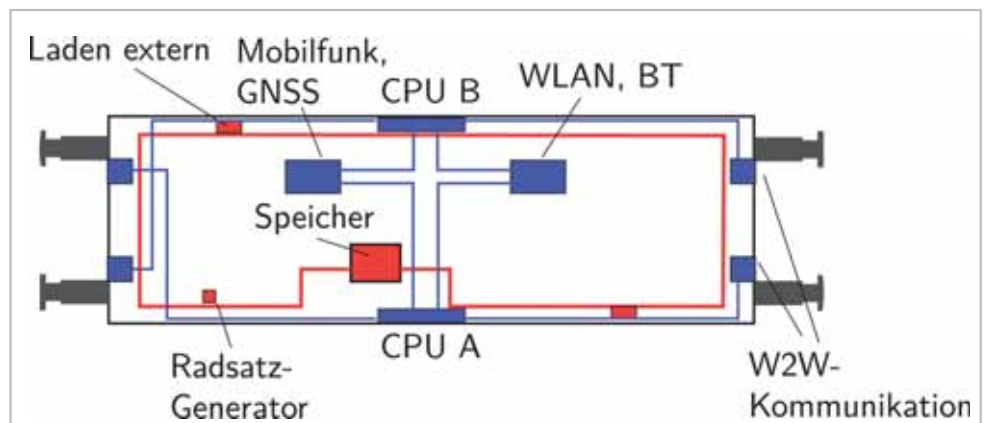 Laden extern
Mobilfunk,
GNSS
CPU B
WLAN, BT
Speicher
CPU A
Radsatz-
Generator
W2W-
Kommunikation